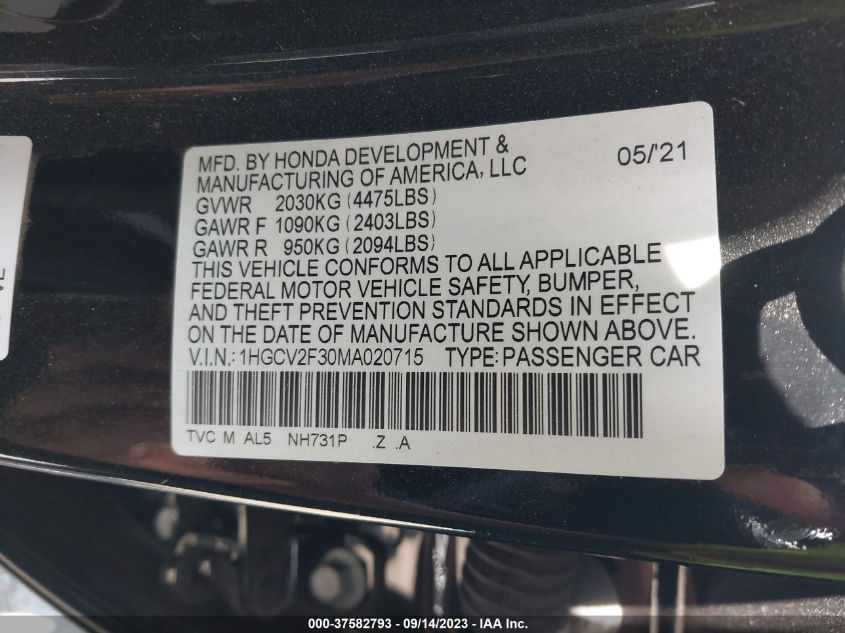 MFD. BY HONDA DEVELOPMENT &
MANUFACTURING OF AMERICA, LLC
05/'21
GVWR 2030KG (4475LBS)
GAWR F 1090KG (2403LBS)
GAWR R 950KG (2094LBS)
THIS VEHICLE CONFORMS TO ALL APPLICABLE
FEDERAL MOTOR VEHICLE SAFETY, BUMPER,
AND THEFT PREVENTION STANDARDS IN EFFECT
ON THE DATE OF MANUFACTURE SHOWN ABOVE.
V.I.N.: 1HGCV2F30MA020715 TYPE: PASSENGER CAR
TVC M AL5 NH731P .Z .A
000-37582793 - 09/14/2023 - IAA Inc.